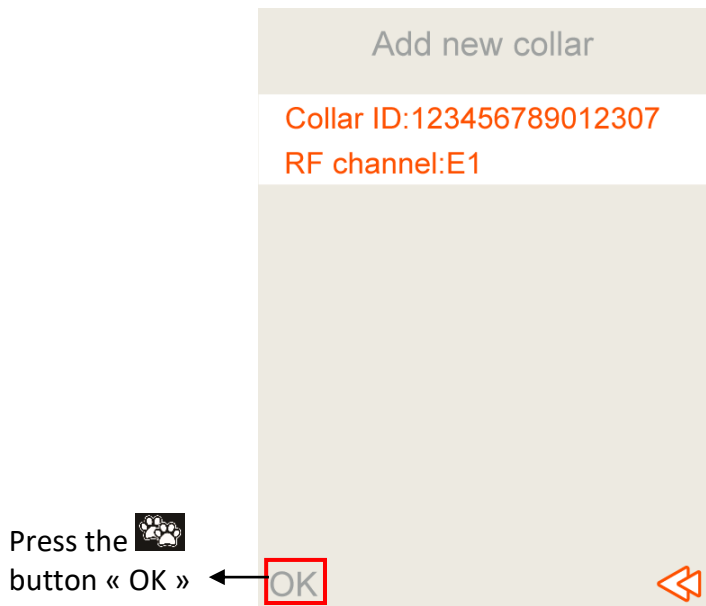 Add new collar
Collar ID:123456789012307
RF channel:E1
Press the
button « OK »
OK